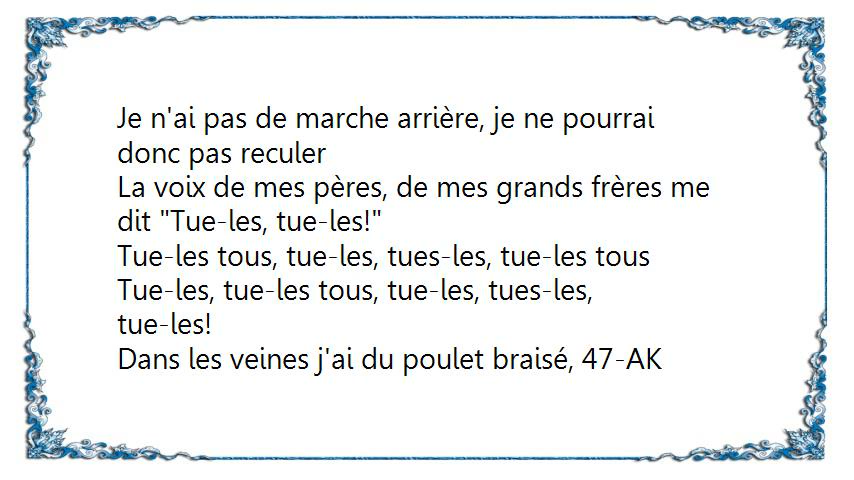 Je n'ai pas de marche arrière, je ne pourrai
donc pas reculer
La voix de mes pères, de mes grands frères me
dit "Tue-les, tue-les!"
Tue-les tous, tue-les, tues-les, tue-les tous
Tue-les, tue-les tous, tue-les, tues-les,
tue-les!
Dans les veines j'ai du poulet braisé, 47-AK